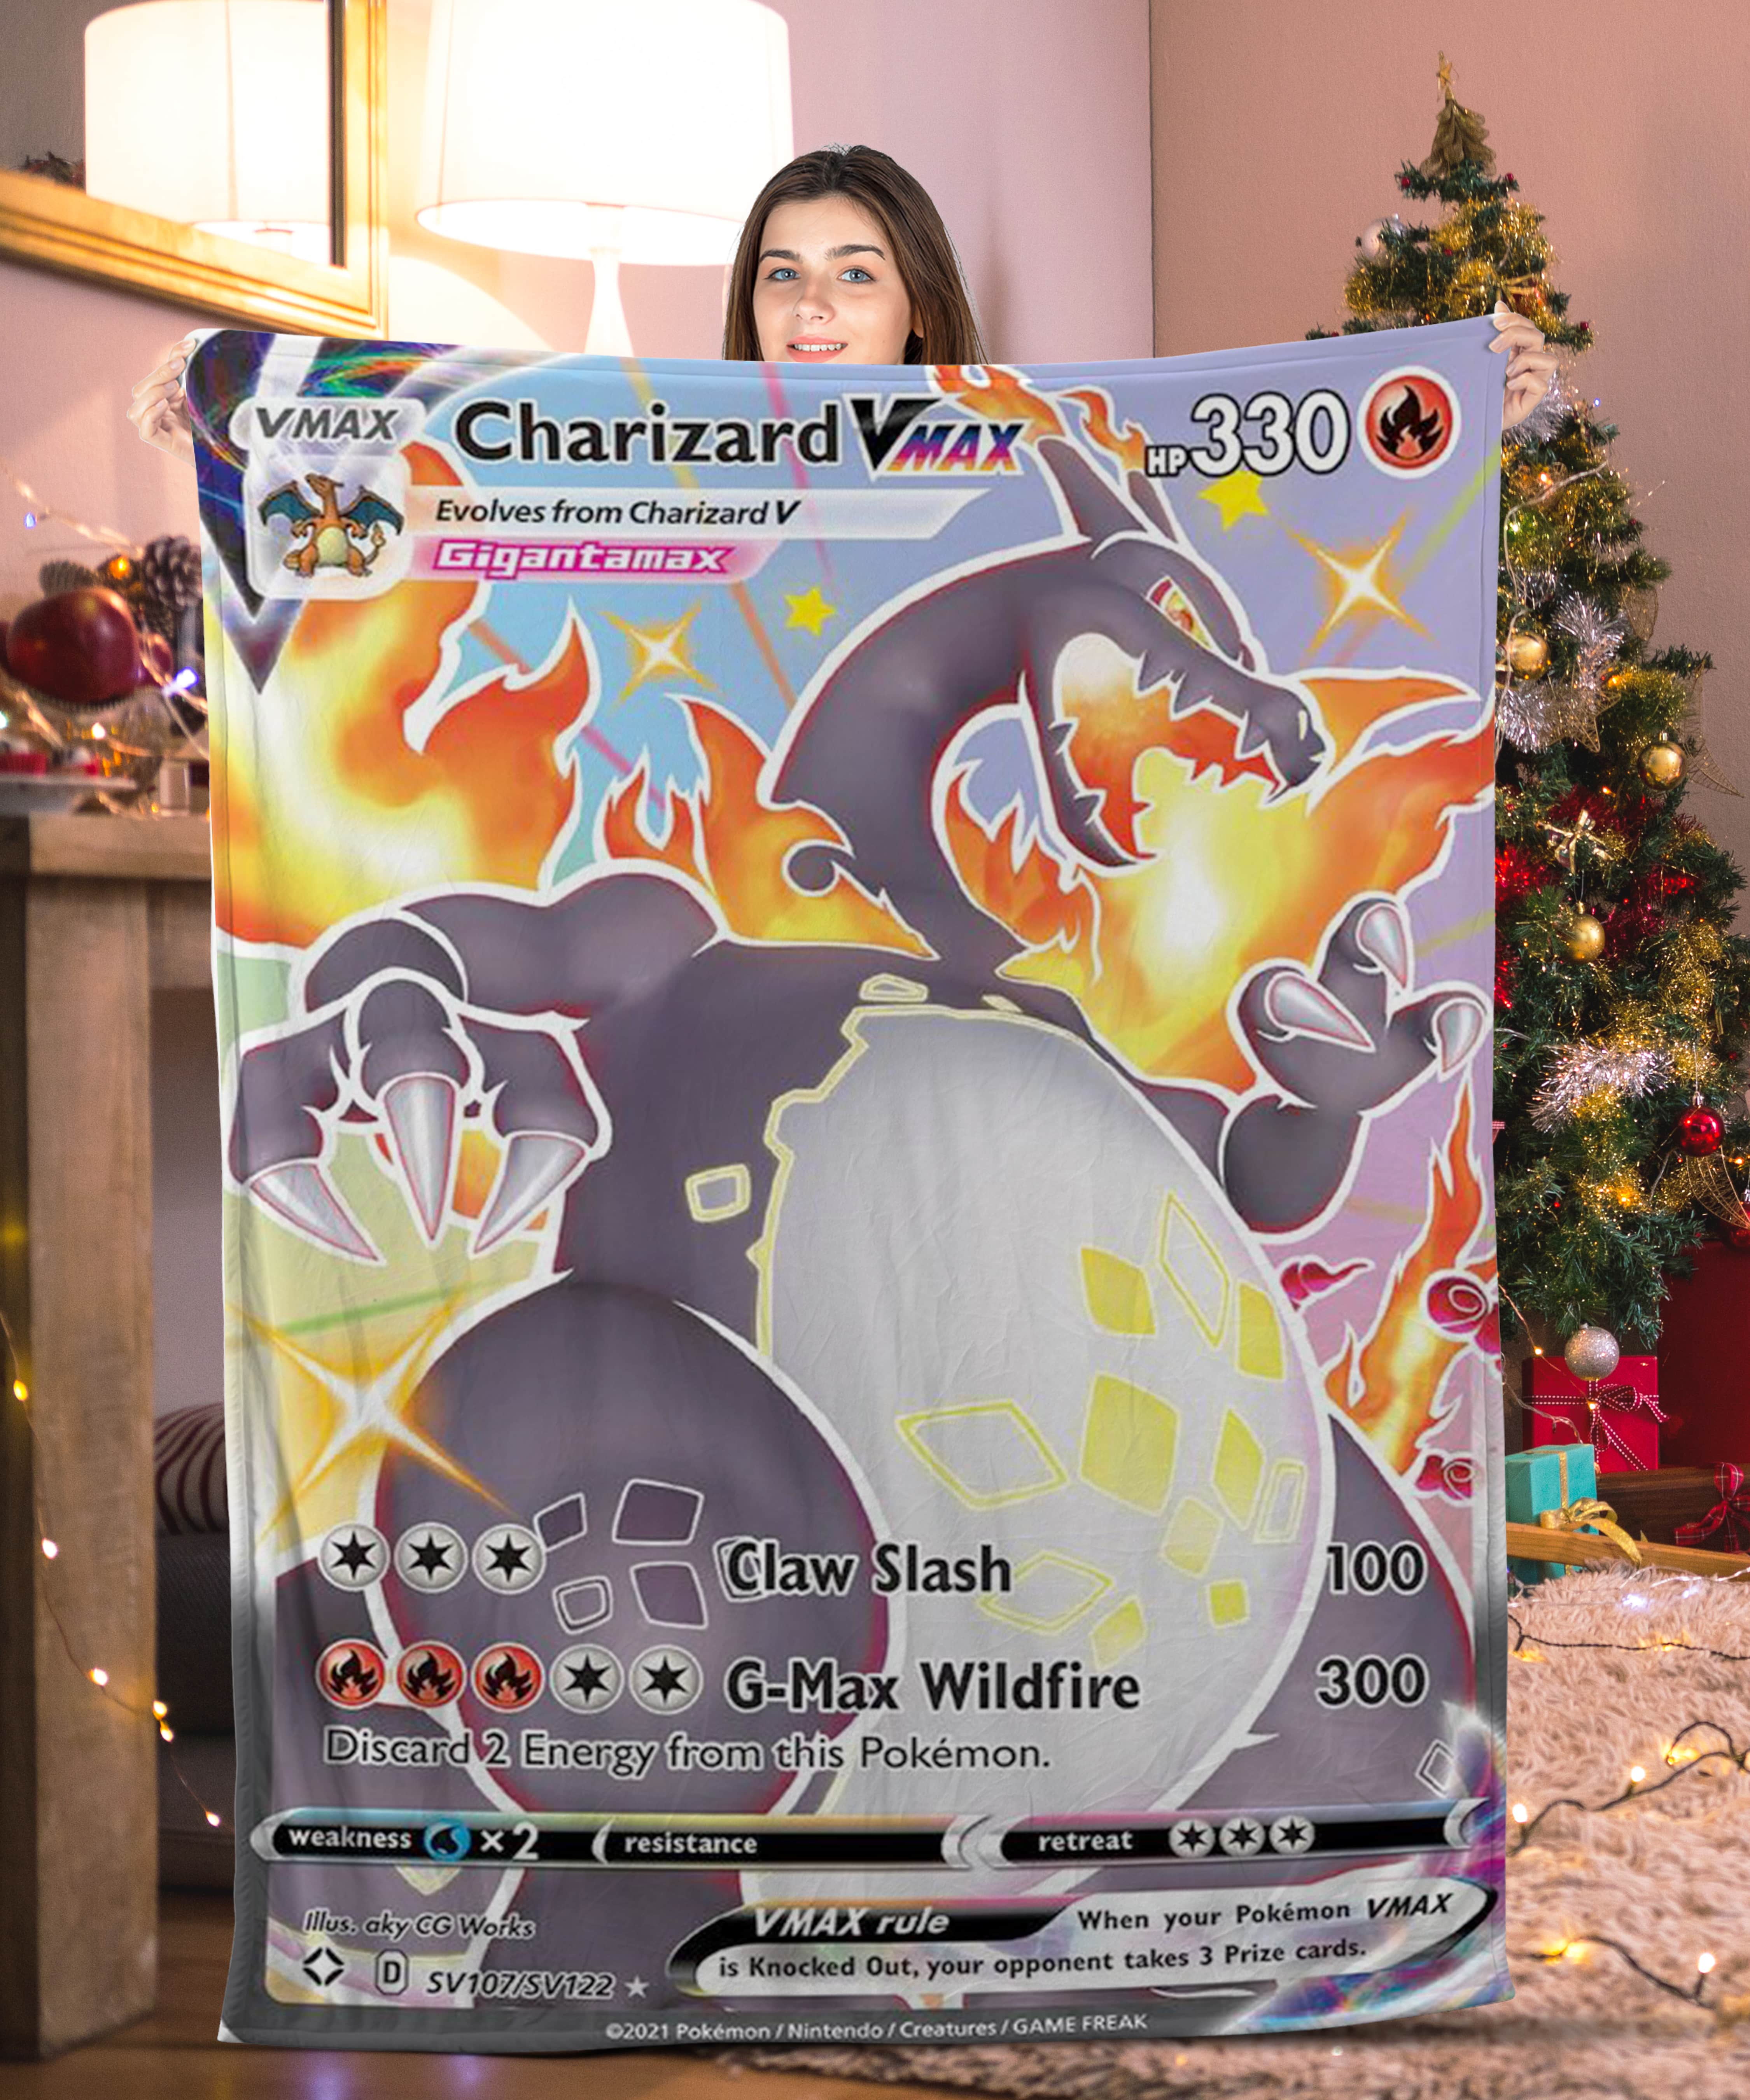 VMAX
Charizard VMAX HP 330
Evolves from Charizard V
Gigantamax
Claw Slash 100
G-Max Wildfire 300
Discard 2 Energy from this Pokémon.
weakness ×2 resistance retreat
Illus. aky CG Works
VMAX rule When your Pokémon VMAX
is Knocked Out, your opponent takes 3 Prize cards.
D SV107/SV122
©2021 Pokémon / Nintendo / Creatures / GAME FREAK